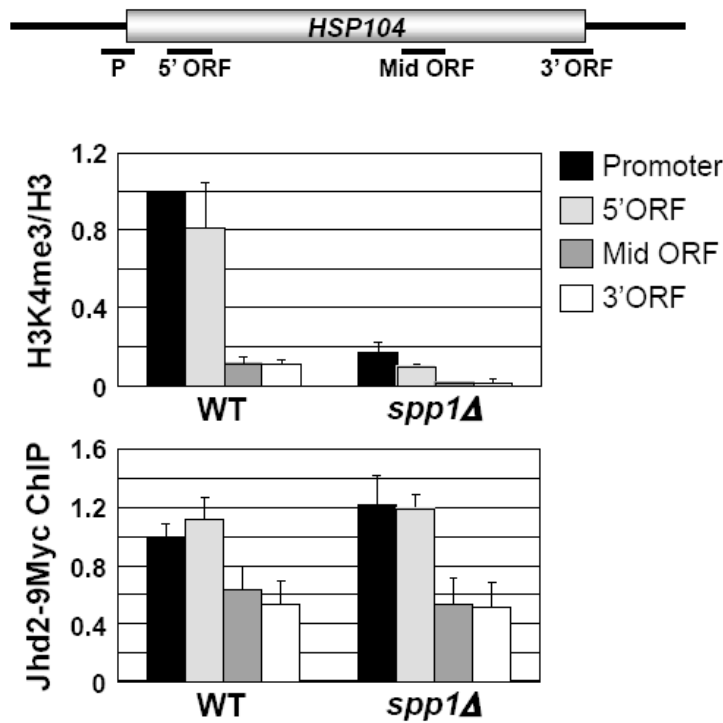 HSP104
P 5' ORF Mid ORF 3' ORF
H3K4me3/H3
1.2
0.8
0.4
0
WT spp1Δ
Promoter
5'ORF
Mid ORF
3'ORF
Jhd2-9Myc ChIP
1.6
1.2
0.8
0.4
0
WT spp1Δ